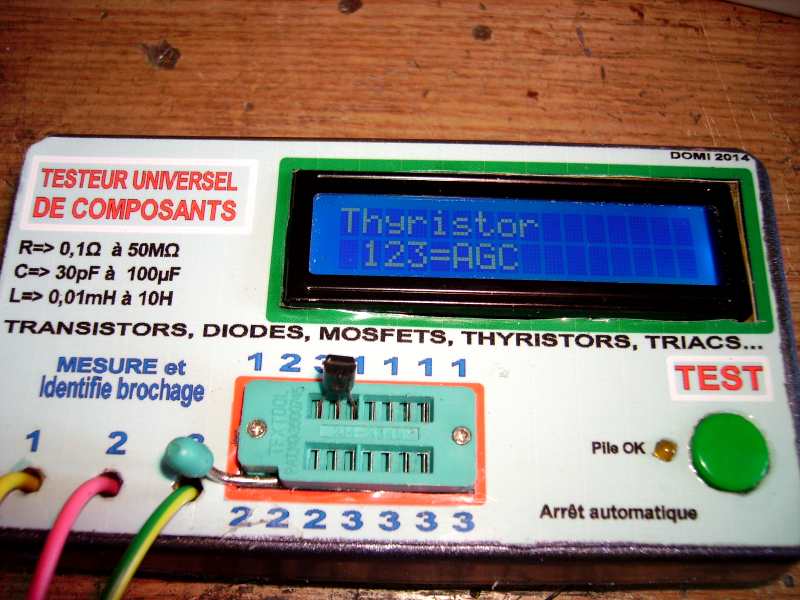 DOMI 2014
TESTEUR UNIVERSEL
DE COMPOSANTS
Thyristor
123=AGC
R=> 0,1Ω à 50MΩ
C=> 30pF à 100µF
L=> 0,01mH à 10H
TRANSISTORS, DIODES, MOSFETS, THYRISTORS, TRIACS...
MESURE et
Identifie brochage
1 2 3 1 1 1 1
TEST
1 2 3
TEXTOOL
Pile OK
2 2 2 3 3 3 3
Arrêt automatique